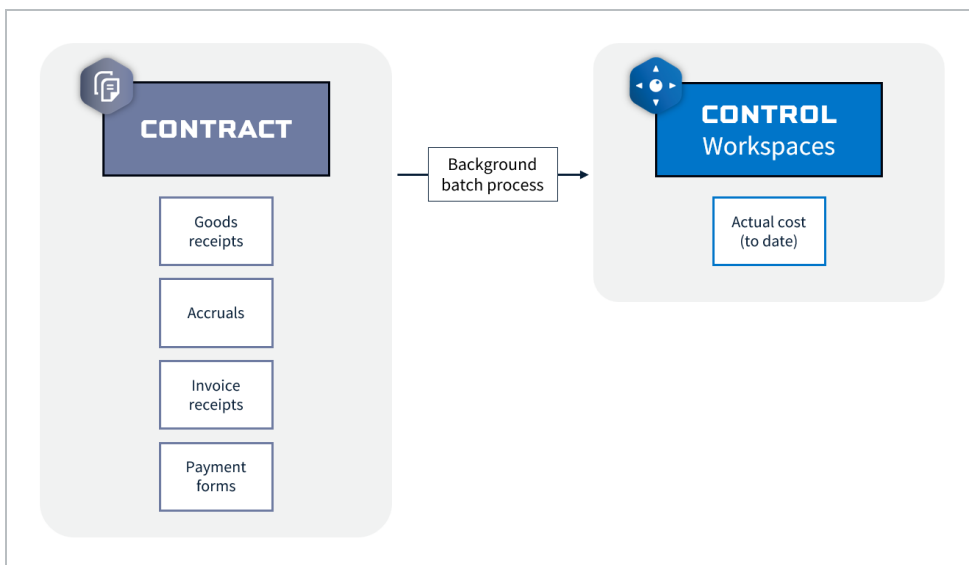 CONTRACT
Goods
receipts
Accruals
Invoice
receipts
Payment
forms
Background
batch process
CONTROL
Workspaces
Actual cost
(to date)